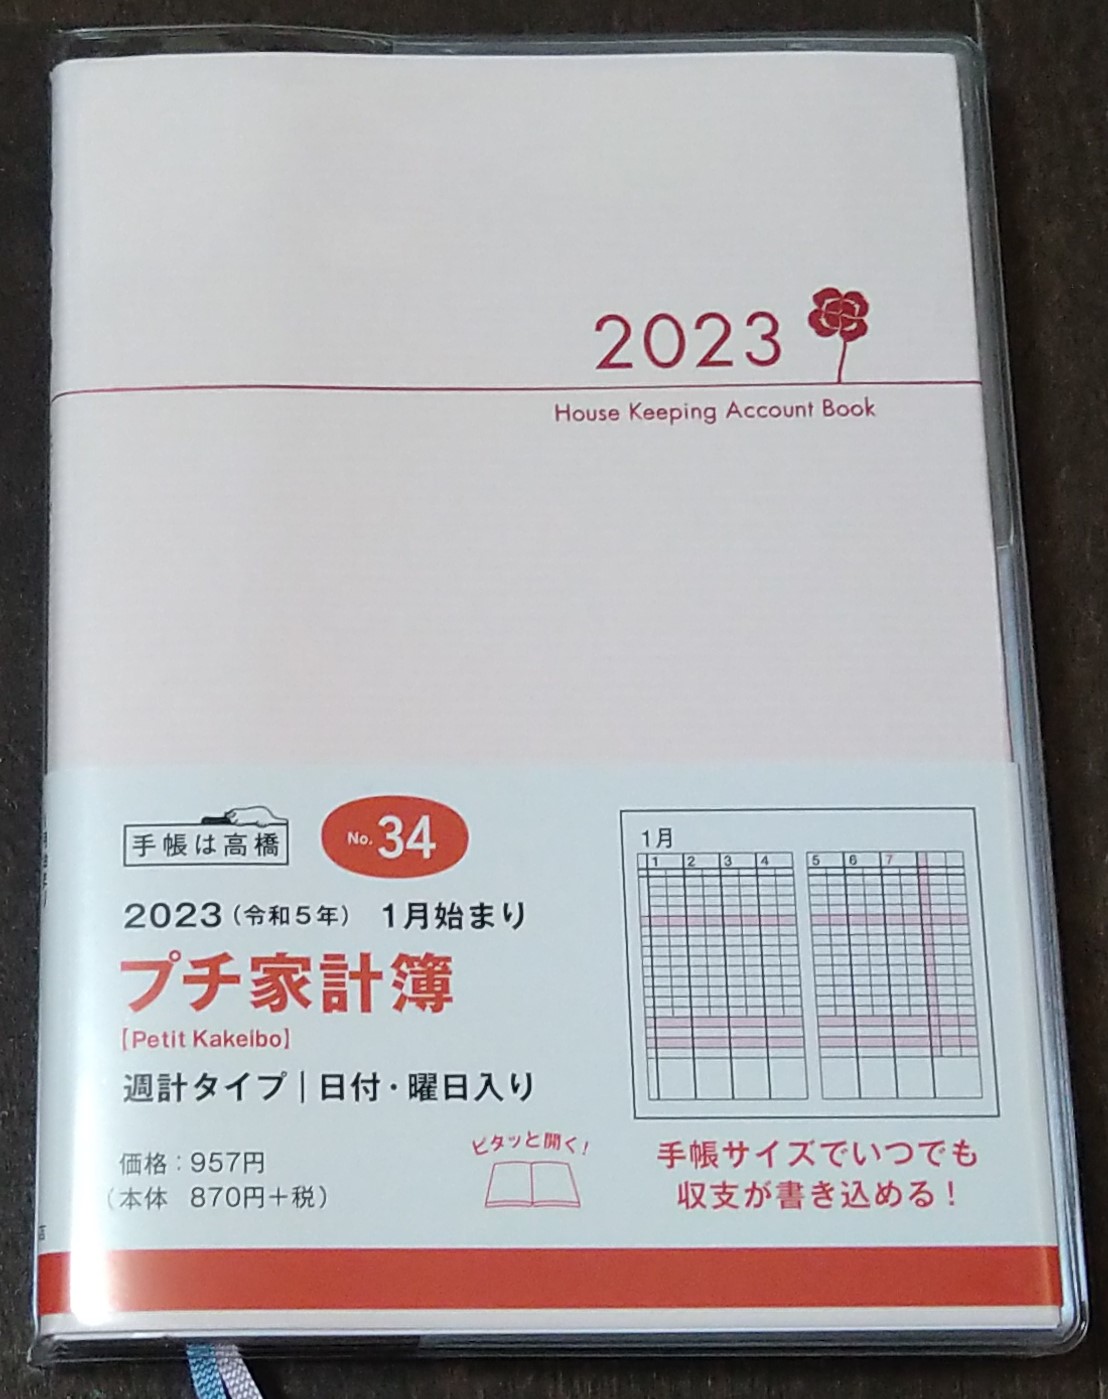 2023
House Keeping Account Book
手帳は高橋
No.34
2023（令和5年） 1月始まり
プチ家計簿
【Petit Kakeibo】
週計タイプ｜日付・曜日入り
価格：957円
（本体 870円＋税）
ピタッと開く！
1月
1 2 3 4 5 6 7
手帳サイズでいつでも
収支が書き込める！